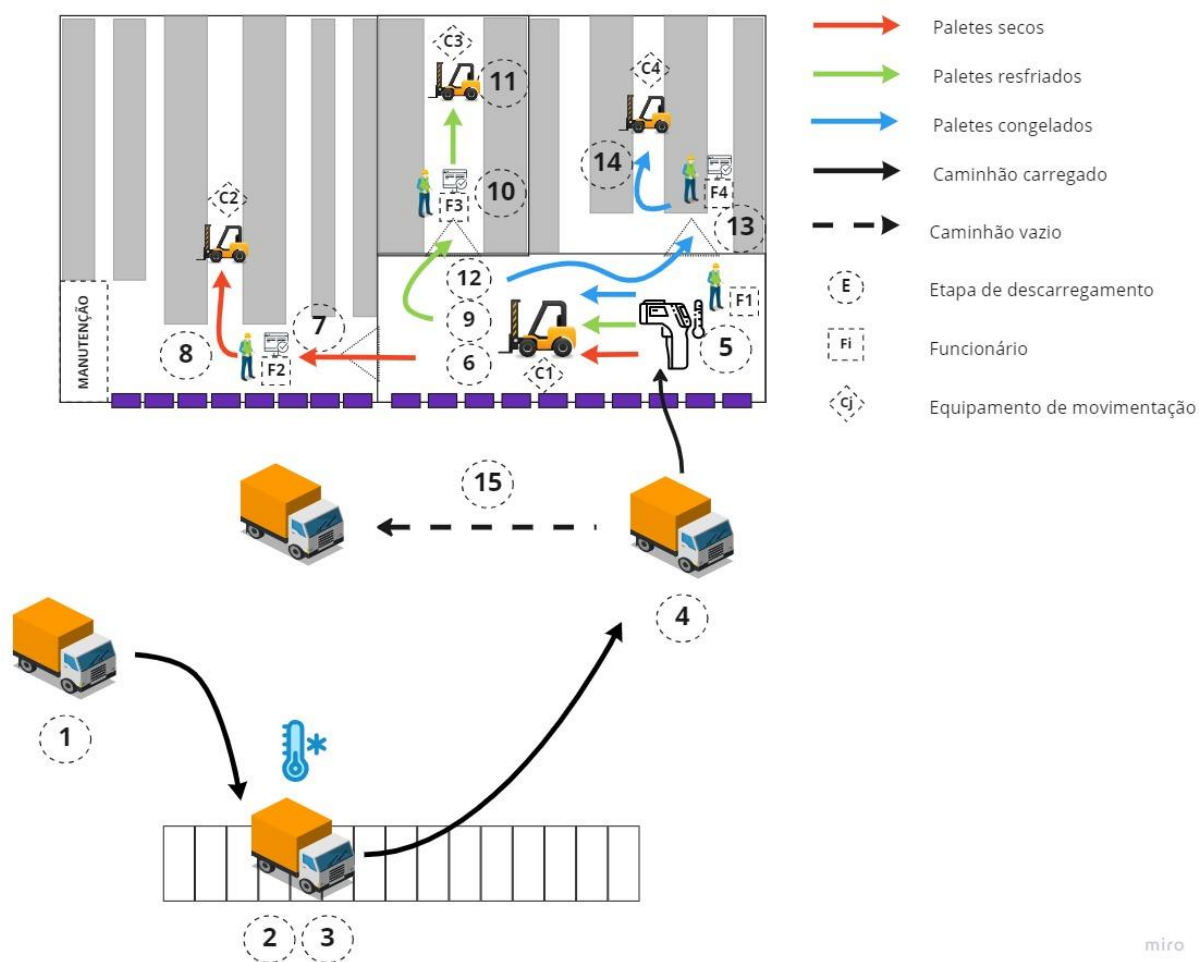 C3
11
C4
14
10
F3
F4
13
C2
12
F1
9
7
5
8
F2
6
C1
MANUTENÇÃO
15
4
1
2
3
Paletes secos
Paletes resfriados
Paletes congelados
Caminhão carregado
Caminhão vazio
E
Etapa de descarregamento
Fi
Funcionário
Cj
Equipamento de movimentação
miro